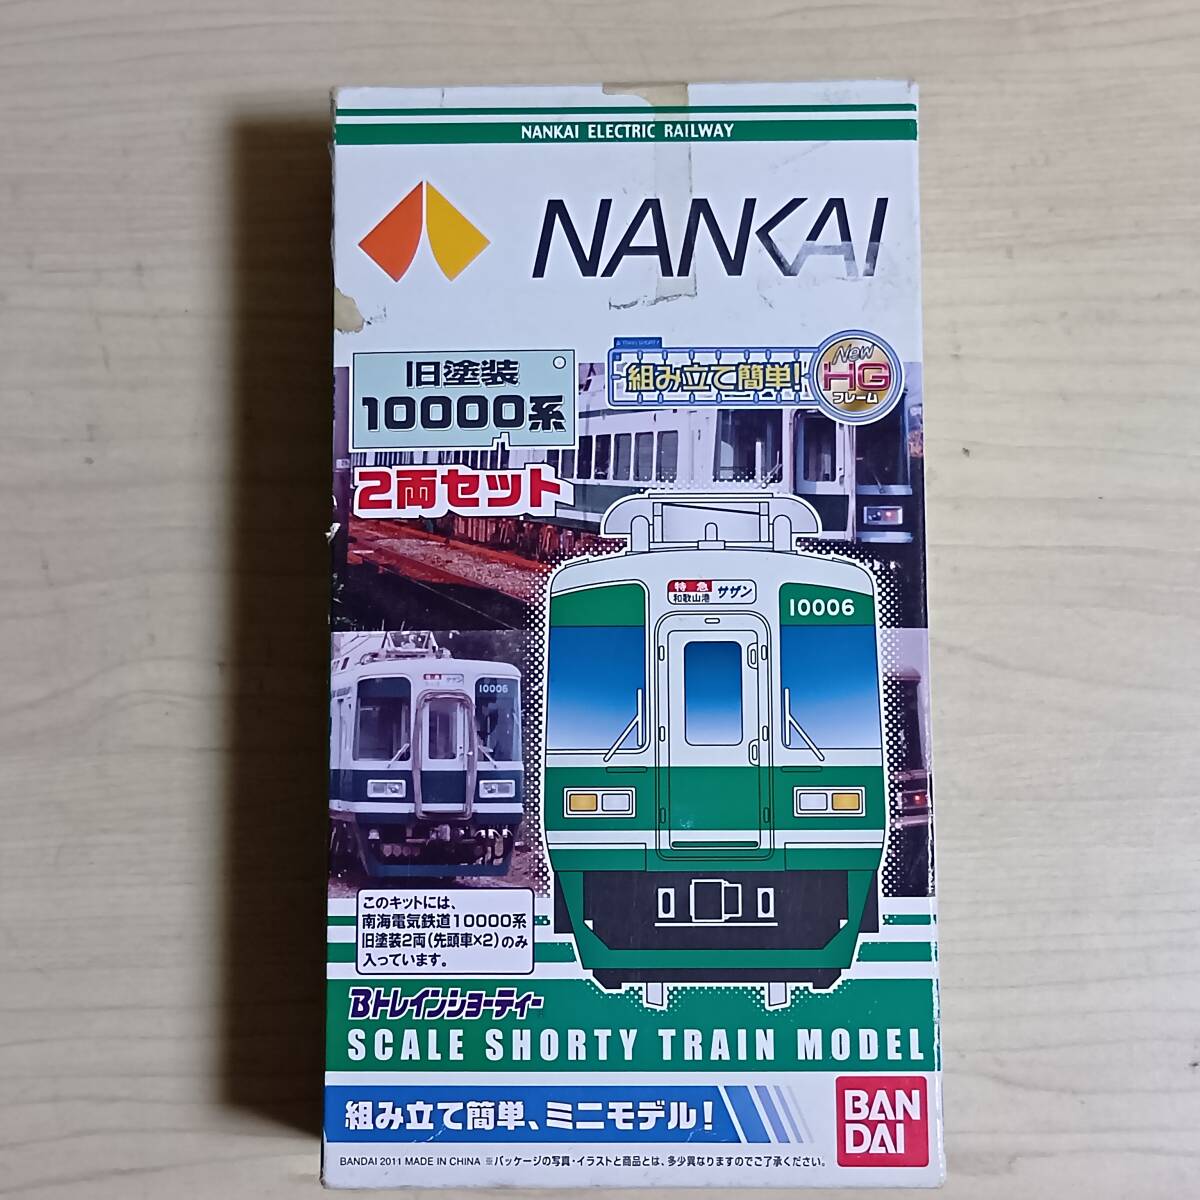 NANKAI ELECTRIC RAILWAY
NANKAI
旧塗装
10000系
2両セット
組み立て簡単!
New
HG
フレーム
特急
和歌山港
サザン
10006
特急
サザン
10006
このキットには、
南海電気鉄道10000系
旧塗装2両(先頭車×2)のみ
入っています。
Bトレインショーティー
SCALE SHORTY TRAIN MODEL
組み立て簡単、ミニモデル!
BAN
DAI
BANDAI 2011 MADE IN CHINA ※パッケージの写真・イラストと商品とは、多少異なりますのでご了承ください。